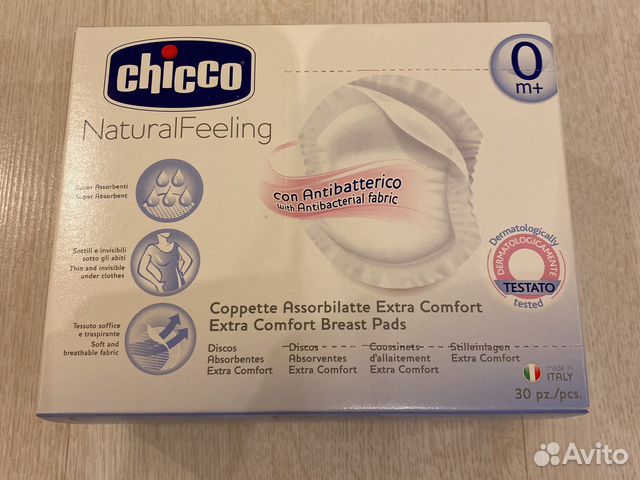 chicco
NaturalFeeling
0
m+
Super Assorbenti
Super Absorbent
con Antibatterico
with Antibacterial fabric
Sottili e invisibili
sotto gli abiti
Thin and invisible
under clothes
Dermatologically
DERMATOLOGICAMENTE
TESTATO
tested
Tessuto soffice
e traspirante
Soft and
breathable fabric
Coppette Assorbilatte Extra Comfort
Extra Comfort Breast Pads
Discos
Absorbentes
Extra Comfort
Discos
Absorventes
Extra Comfort
Coussinets
d'allaitement
Extra Comfort
Stilleinlagen
Extra Comfort
made in
ITALY
30 pz./pcs.
Avito